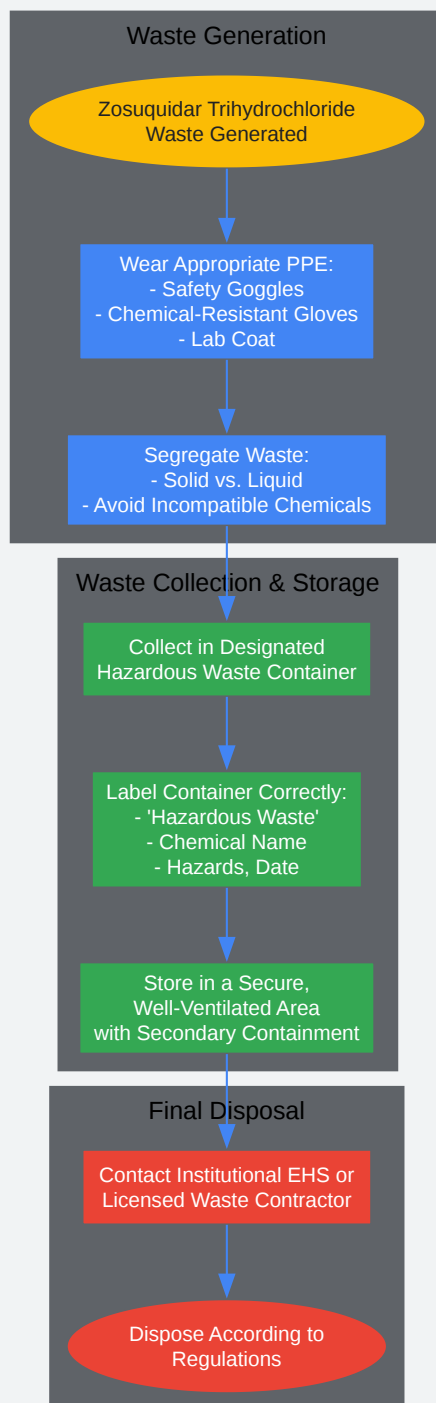 Waste Generation
Zosuquidar Trihydrochloride
Waste Generated
Wear Appropriate PPE:
- Safety Goggles
- Chemical-Resistant Gloves
- Lab Coat
Segregate Waste:
- Solid vs. Liquid
- Avoid Incompatible Chemicals
Waste Collection & Storage
Collect in Designated
Hazardous Waste Container
Label Container Correctly:
- 'Hazardous Waste'
- Chemical Name
- Hazards, Date
Store in a Secure,
Well-Ventilated Area
with Secondary Containment
Final Disposal
Contact Institutional EHS or
Licensed Waste Contractor
Dispose According to
Regulations